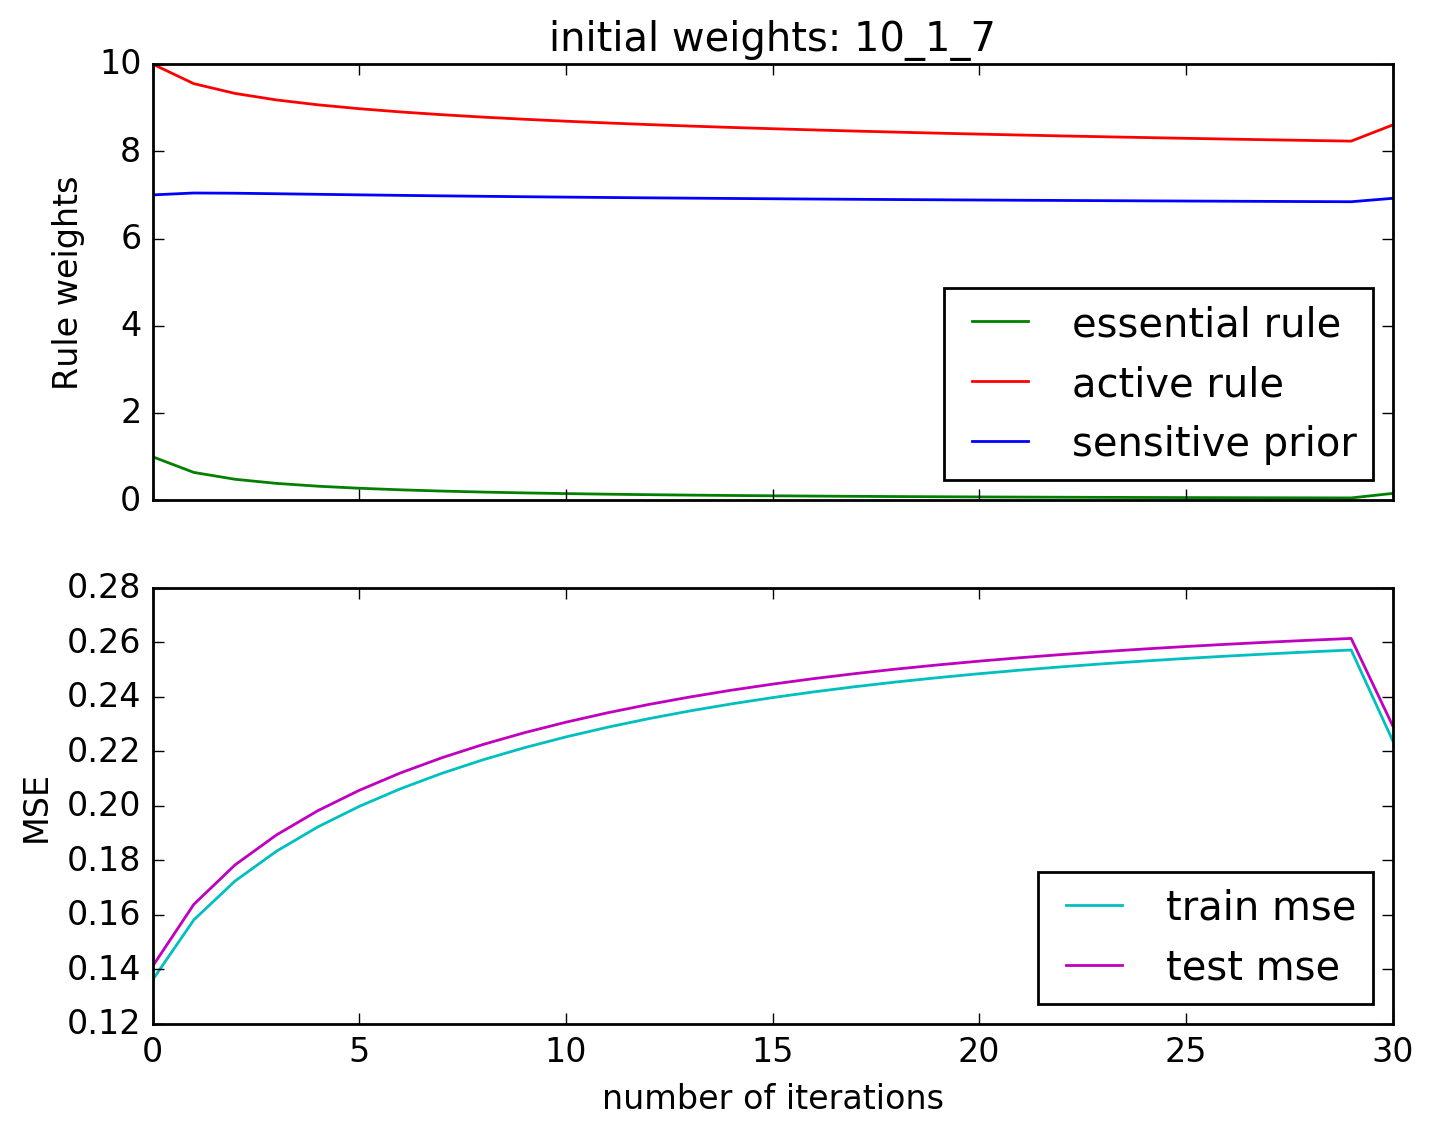 initial weights: 10_1_7
10
8
6
4
2
0
Rule weights
essential rule
active rule
sensitive prior
0.28
0.26
0.24
0.22
0.20
0.18
0.16
0.14
0.12
MSE
train mse
test mse
0 5 10 15 20 25 30
number of iterations